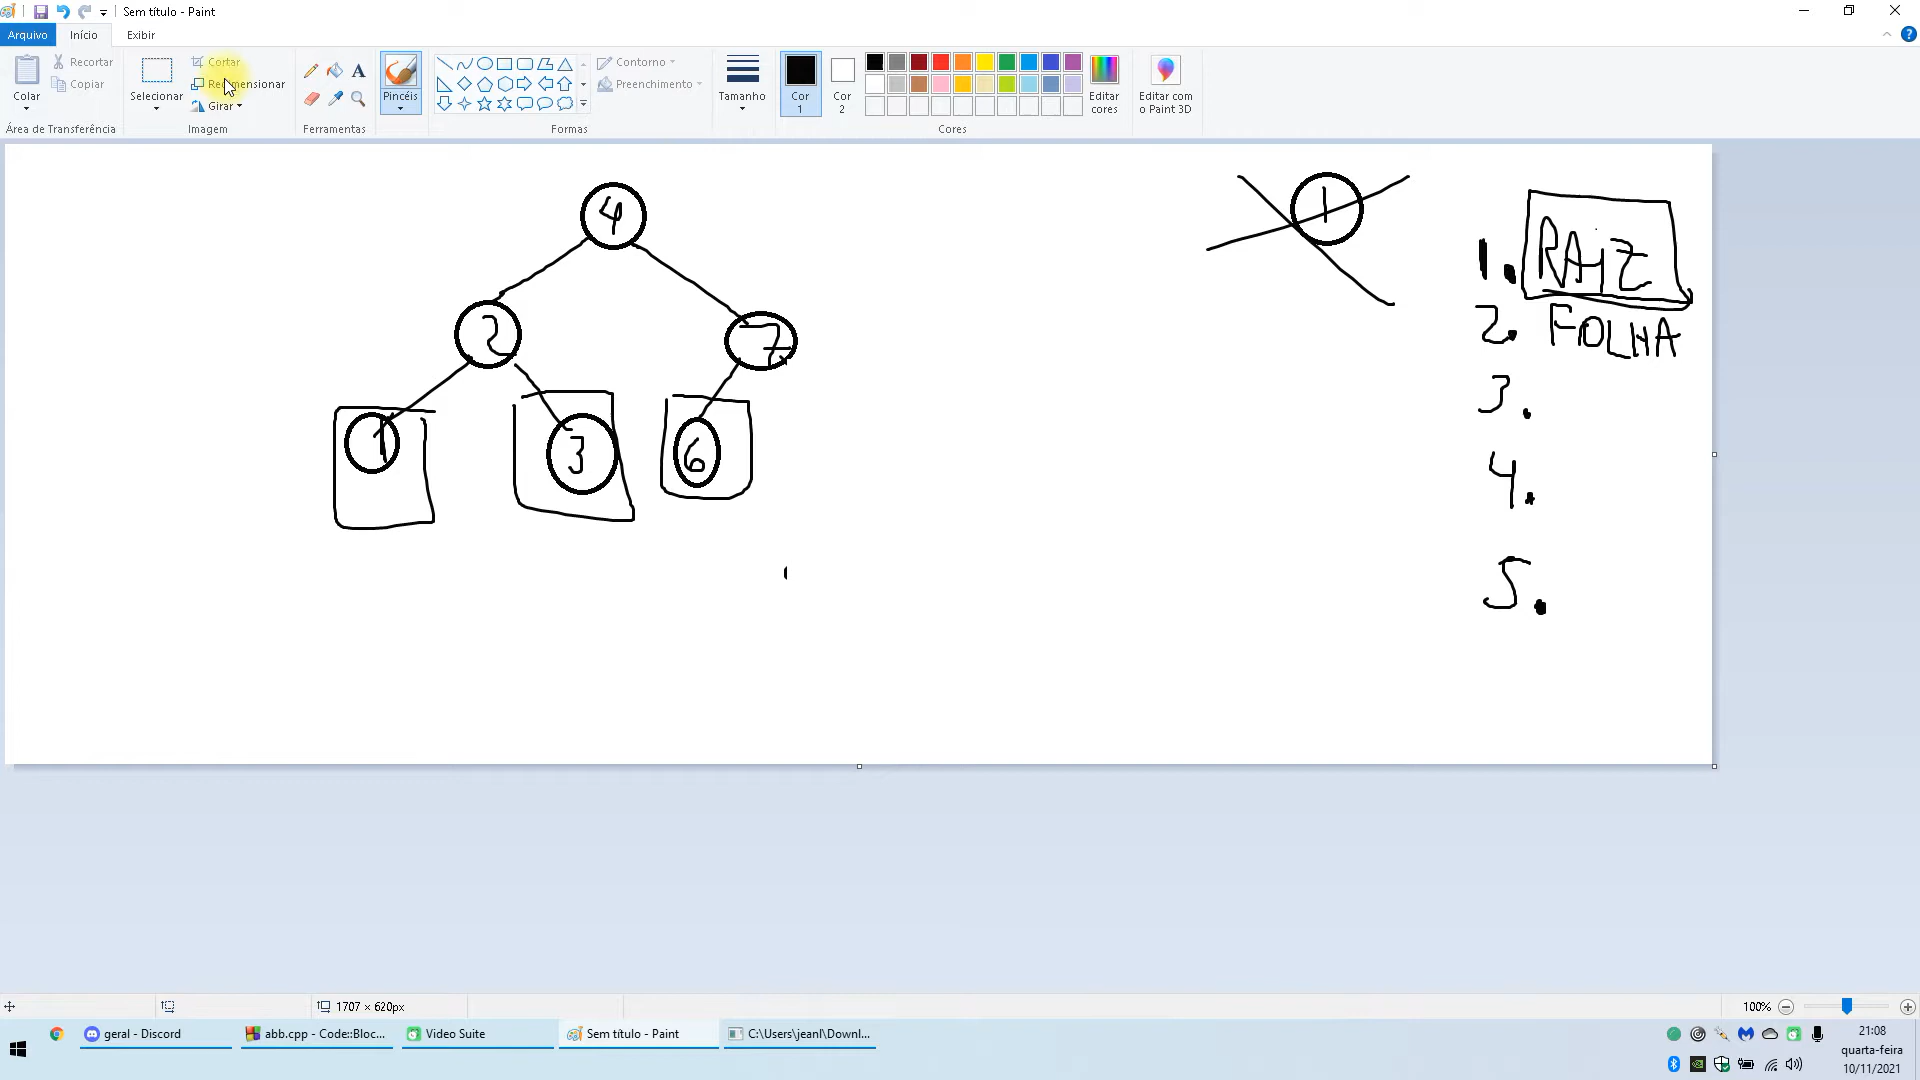 Sem título - Paint
Arquivo
Início
Exibir
Colar
Recortar
Copiar
Área de Transferência
Selecionar
Cortar
Redimensionar
Girar
Imagem
Ferramentas
Pincéis
Formas
Contorno
Preenchimento
Tamanho
Cor
1
Cor
2
Cores
Editar
cores
Editar com
o Paint 3D
4
2
7
1
3
6
1
1. RAIZ
2. FOLHA
3.
4.
5.
1707 × 620px
100%
geral - Discord
abb.cpp - Code::Bloc...
Video Suite
Sem título - Paint
C:\Users\jeanl\Downl...
21:08
quarta-feira
10/11/2021